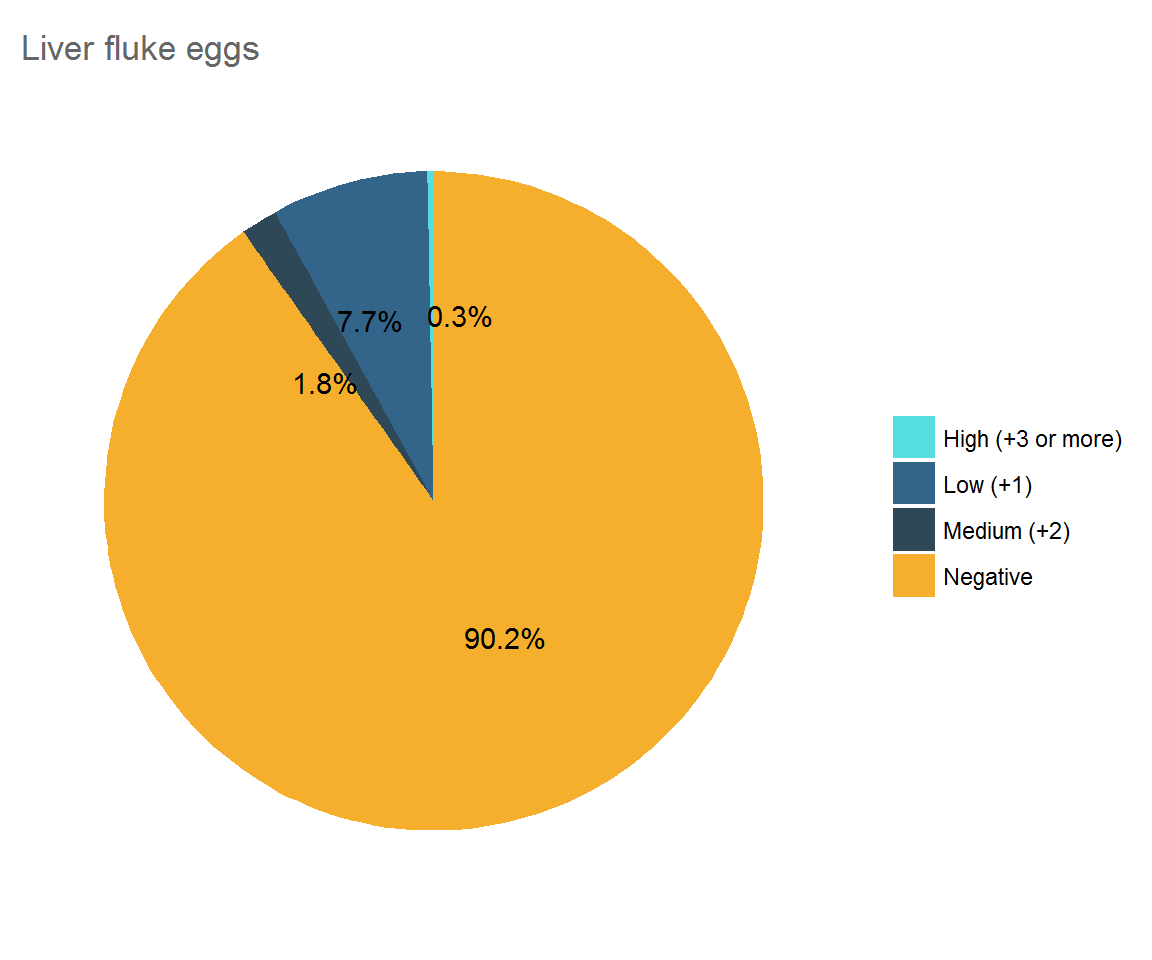 Liver fluke eggs
7.7%
0.3%
1.8%
90.2%
High (+3 or more)
Low (+1)
Medium (+2)
Negative